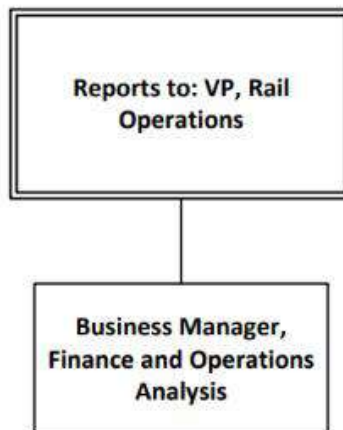 Reports to: VP, Rail
Operations
Business Manager,
Finance and Operations
Analysis